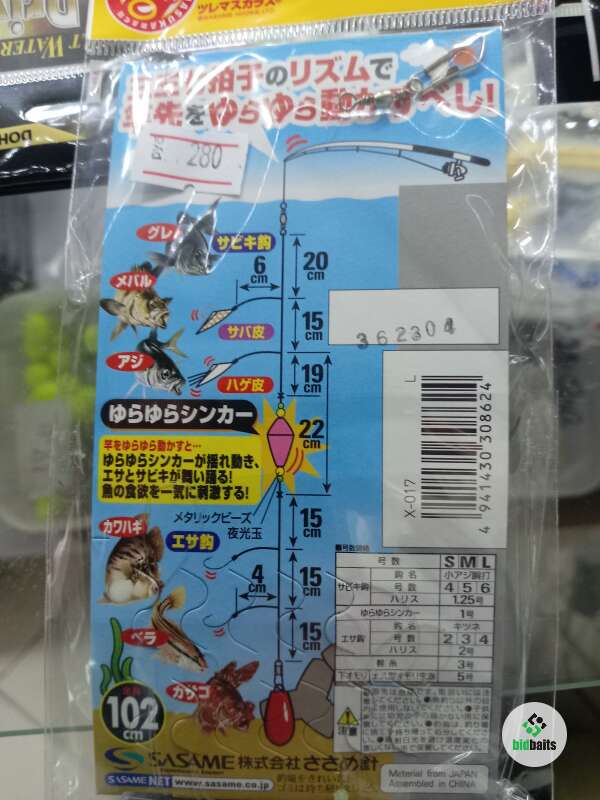 ツレマスカラズ
T WATER
DOH
拍子のリズムで
先をゆらゆら動かすべし!
руб
280
グレ
サビキ鈎
6
cm
20
cm
メバル
15
cm
サバ皮
362304
アジ
ハゲ皮
19
cm
ゆらゆらシンカー
22
cm
竿をゆらゆら動かすと…
ゆらゆらシンカーが揺れ動き、
エサとサビキが舞い踊る!
魚の食欲を一気に刺激する!
L
X-017
4 941430 308624
メタリックビーズ
夜光玉
15
cm
カワハギ
エサ鈎
4
cm
15
cm
15
cm
ベラ
カサゴ
全長
102
cm
号数 S M L
サビキ鈎 鈎名 小アジ胴打
号数 4 5 6
ハリス 1.25号
ゆらゆらシンカー 1号
エサ鈎 鈎名 キツネ
号数 2 3 4
ハリス 2号
幹糸 3号
下オモリ 5号
SASAME 株式会社ささめ針
SASAME NET www.sasame.co.jp
Material from JAPAN
Assembled in CHINA
bidbaits